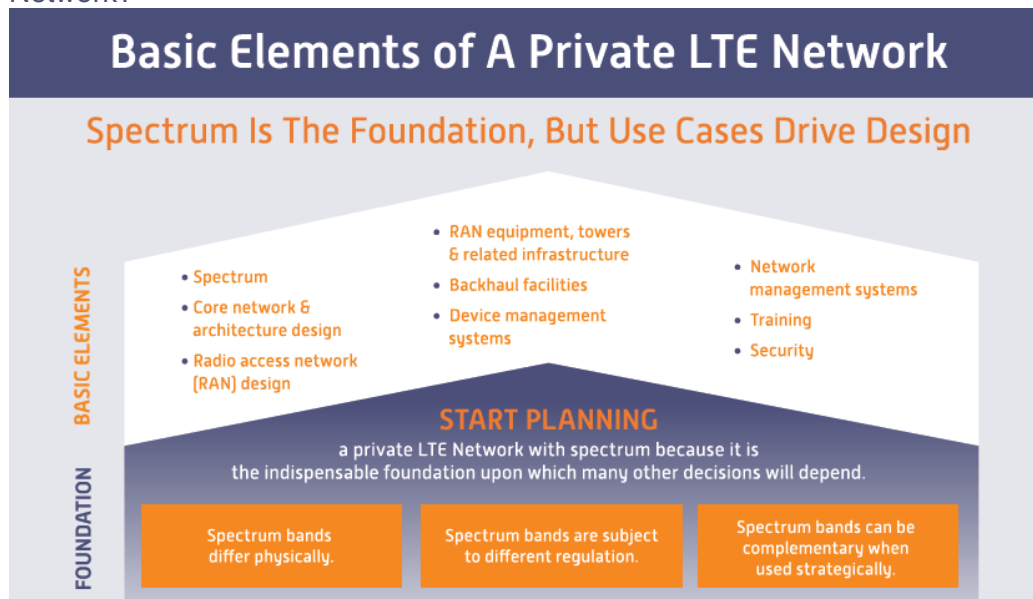 Basic Elements of A Private LTE Network
Spectrum Is The Foundation, But Use Cases Drive Design
BASIC ELEMENTS
• Spectrum
• Core network &
architecture design
• Radio access network
(RAN) design
• RAN equipment, towers
& related infrastructure
• Backhaul facilities
• Device management
systems
• Network
management systems
• Training
• Security
FOUNDATION
START PLANNING
a private LTE Network with spectrum because it is
the indispensable foundation upon which many other decisions will depend.
Spectrum bands
differ physically.
Spectrum bands are subject
to different regulation.
Spectrum bands can be
complementary when
used strategically.